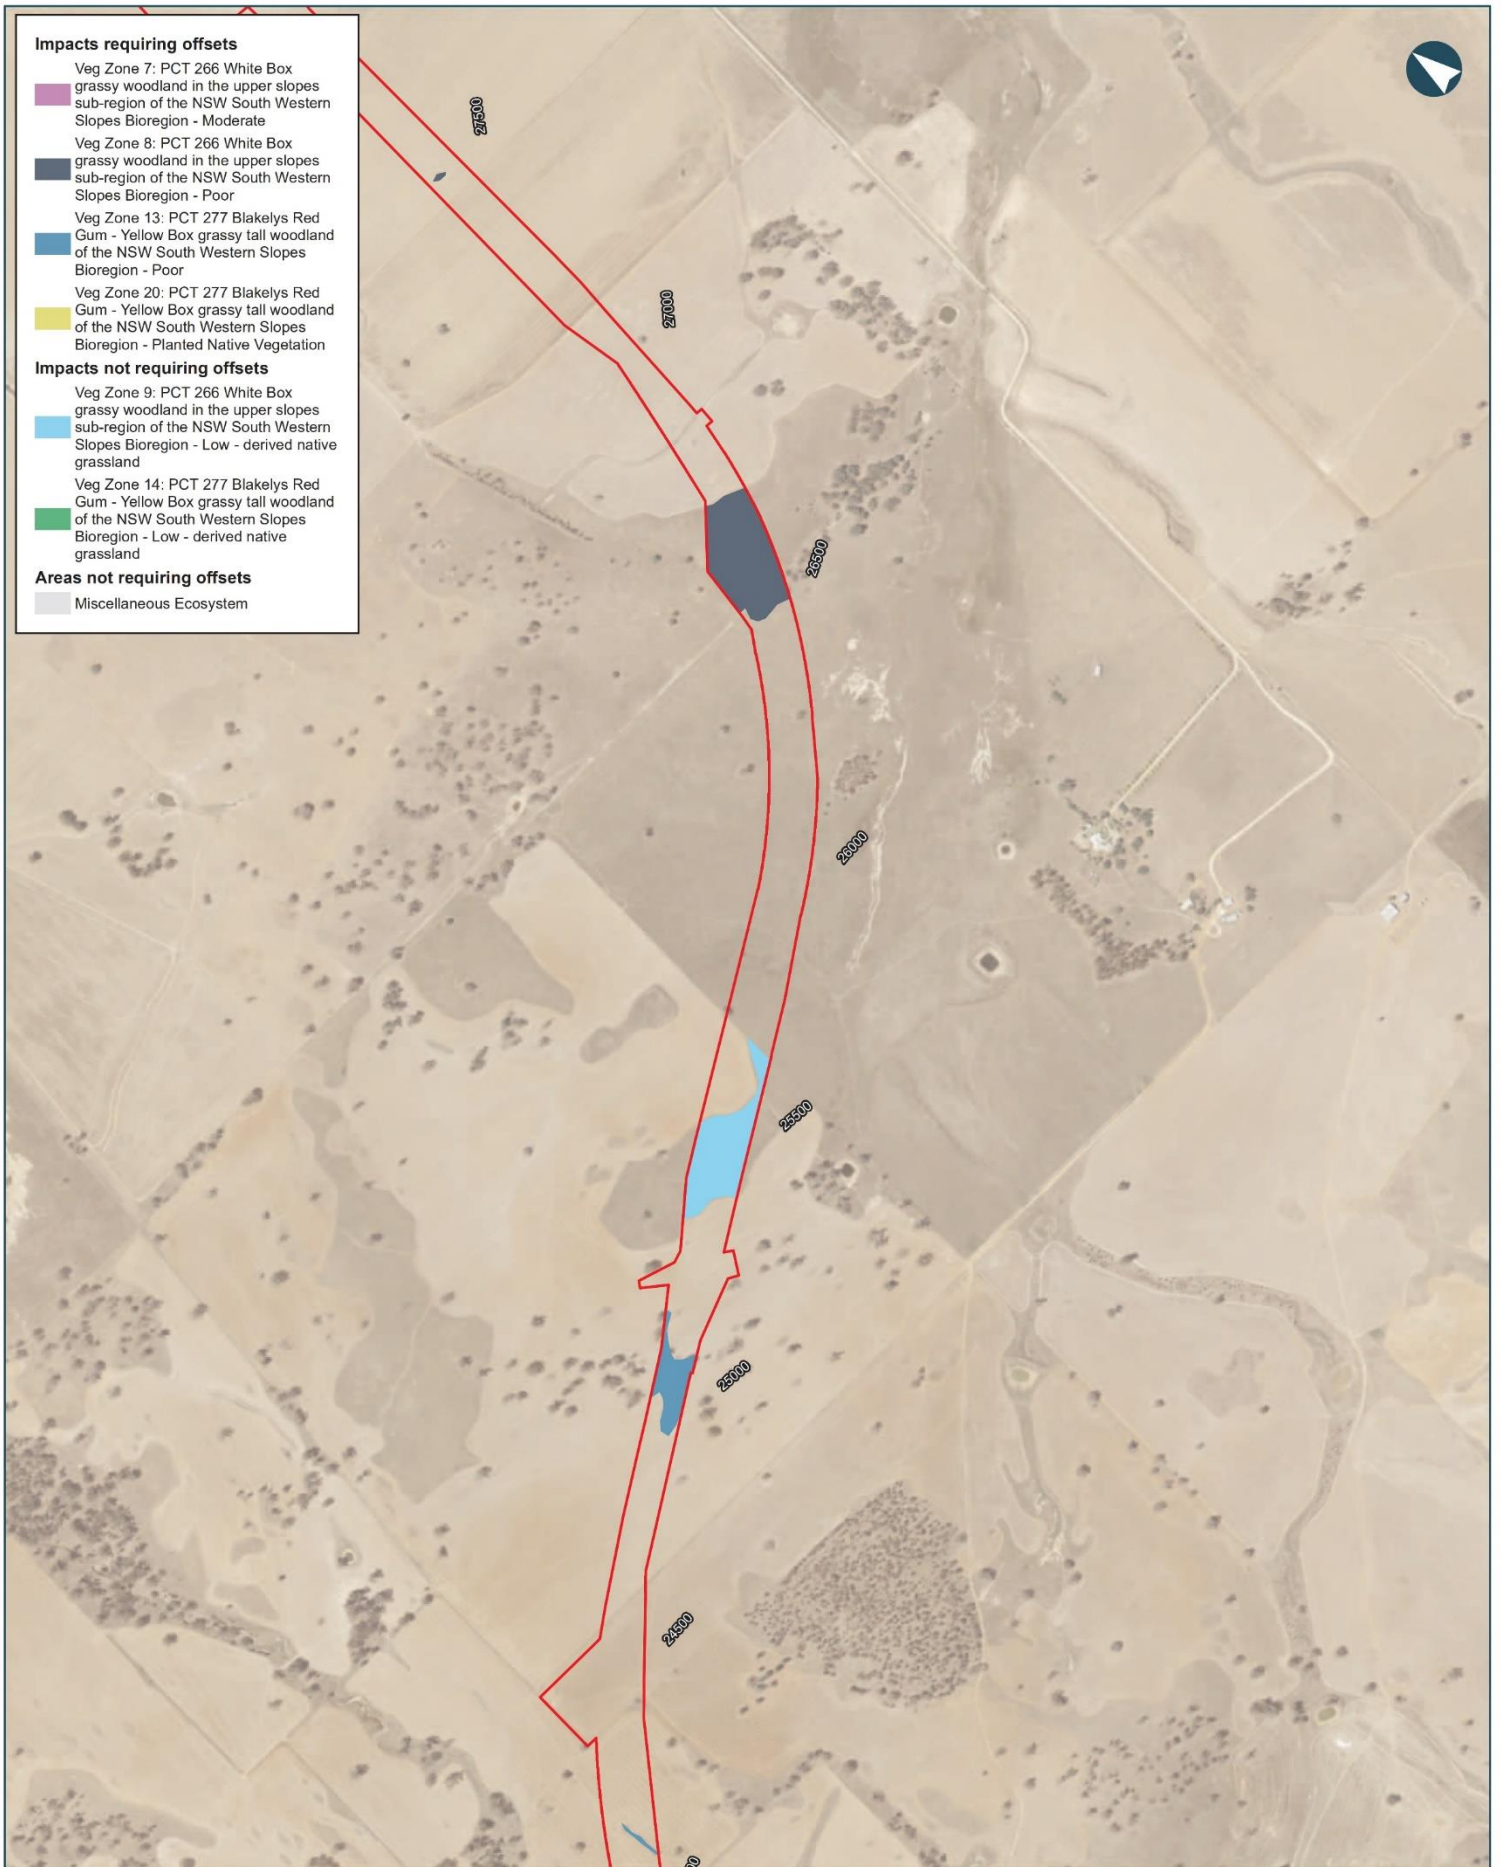 Impacts requiring offsets
Veg Zone 7: PCT 266 White Box
grassy woodland in the upper slopes
sub-region of the NSW South Western
Slopes Bioregion - Moderate
Veg Zone 8: PCT 266 White Box
grassy woodland in the upper slopes
sub-region of the NSW South Western
Slopes Bioregion - Poor
Veg Zone 13: PCT 277 Blakelys Red
Gum - Yellow Box grassy tall woodland
of the NSW South Western Slopes
Bioregion - Poor
Veg Zone 20: PCT 277 Blakelys Red
Gum - Yellow Box grassy tall woodland
of the NSW South Western Slopes
Bioregion - Planted Native Vegetation
Impacts not requiring offsets
Veg Zone 9: PCT 266 White Box
grassy woodland in the upper slopes
sub-region of the NSW South Western
Slopes Bioregion - Low - derived native
grassland
Veg Zone 14: PCT 277 Blakelys Red
Gum - Yellow Box grassy tall woodland
of the NSW South Western Slopes
Bioregion - Low - derived native
grassland
Areas not requiring offsets
Miscellaneous Ecosystem
27500
27000
26500
26000
25500
25000
24500